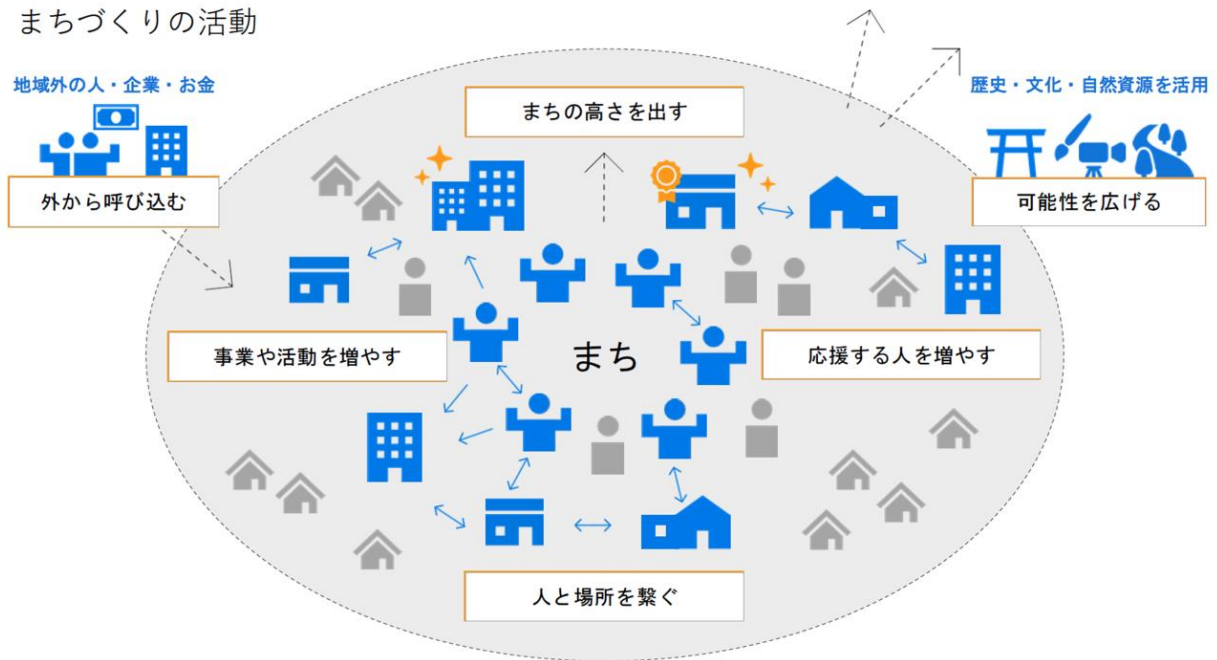 まちづくりの活動
地域外の人・企業・お金
歴史・文化・自然資源を活用
まちの高さを出す
外から呼び込む
可能性を広げる
事業や活動を増やす
まち
応援する人を増やす
人と場所を繋ぐ